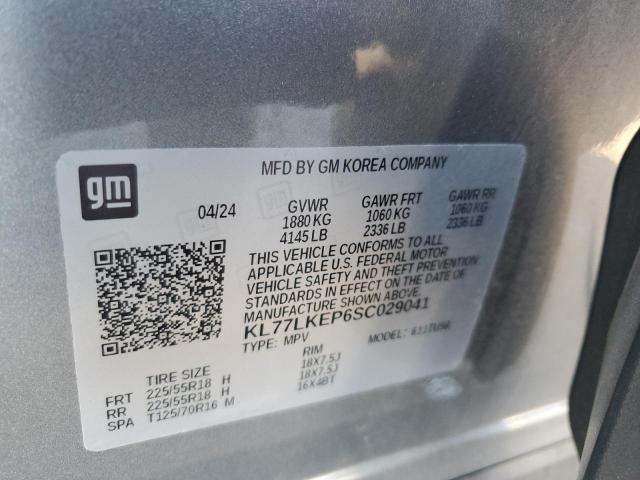 gm
MFD BY GM KOREA COMPANY
04/24 GVWR GAWR FRT GAWR RR
1880 KG 1060 KG 1060 KG
4145 LB 2336 LB 2336 LB
THIS VEHICLE CONFORMS TO ALL
APPLICABLE U.S. FEDERAL MOTOR
VEHICLE SAFETY AND THEFT PREVENTION
STANDARDS IN EFFECT ON THE DATE OF
MANUFACTURE SHOWN ABOVE.
KL77LKEP6SC029041
TYPE: MPV MODEL:
TIRE SIZE RIM
FRT 225/55R18 H 18X7.5J
RR 225/55R18 H 18X7.5J
SPA T125/70R16 M 16X4BT